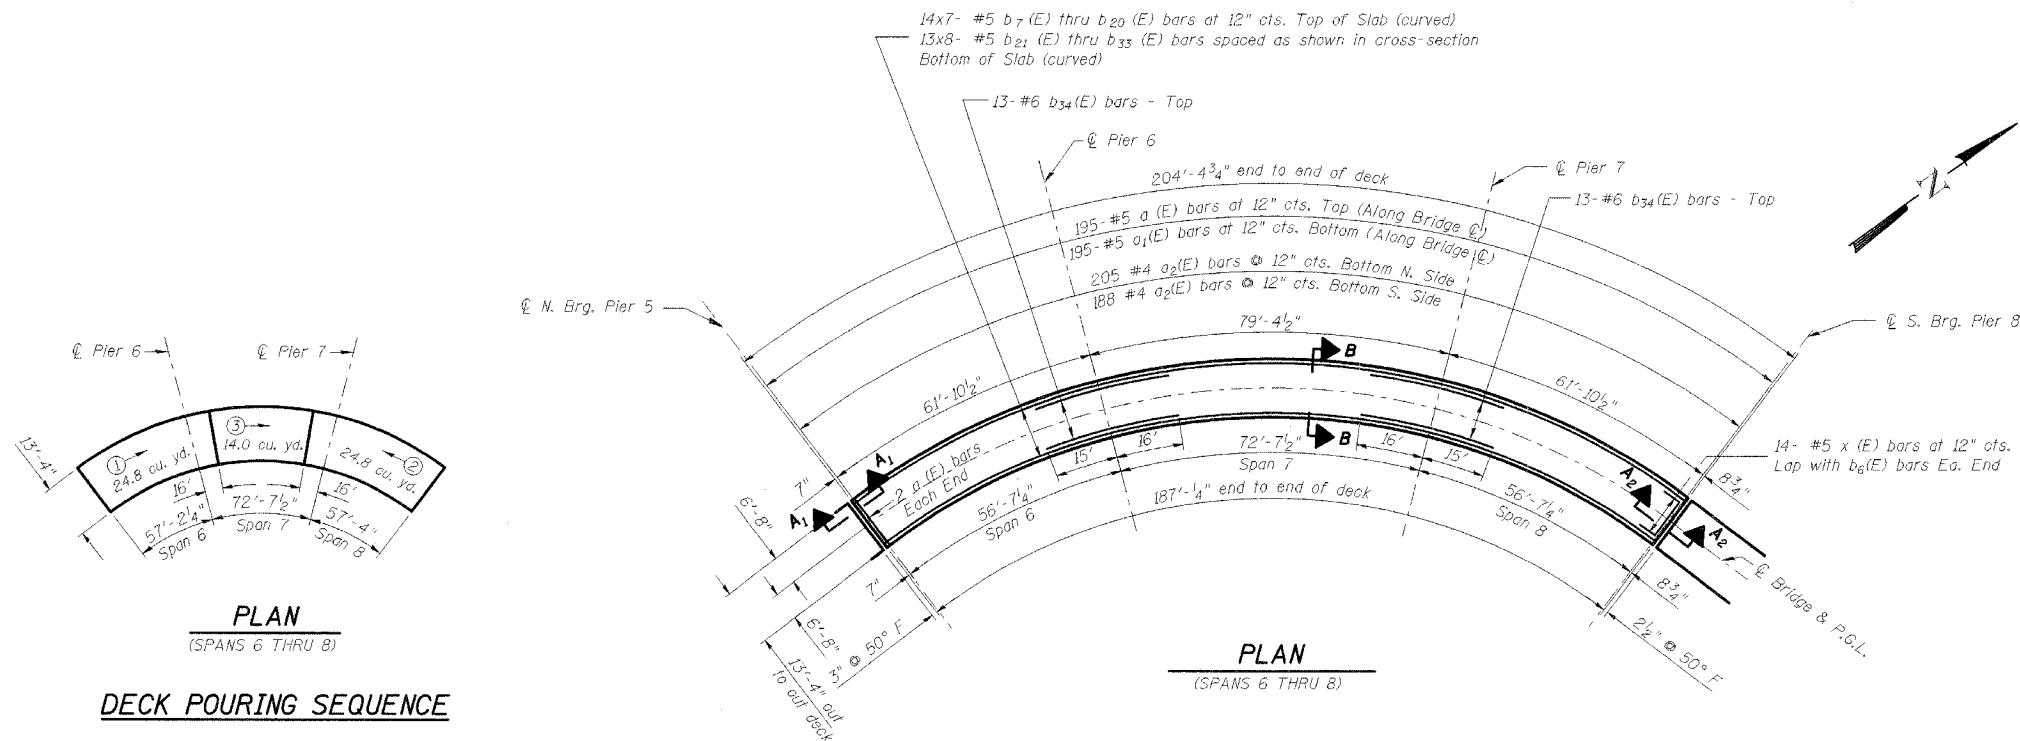 14x7- #5 b7 (E) thru b20 (E) bars at 12" cts. Top of Slab (curved)
13x8- #5 b21 (E) thru b33 (E) bars spaced as shown in cross-section
Bottom of Slab (curved)
13- #6 b34(E) bars - Top
℄ Pier 6
℄ Pier 7
13- #6 b34(E) bars - Top
204'-4¾" end to end of deck
195- #5 a (E) bars at 12" cts. Top (Along Bridge ℄)
195- #5 a1(E) bars at 12" cts. Bottom (Along Bridge ℄)
205 #4 a2(E) bars @ 12" cts. Bottom N. Side
188 #4 a2(E) bars @ 12" cts. Bottom S. Side
N
℄ N. Brg. Pier 5
℄ S. Brg. Pier 8
79'-4½"
61'-10½"
61'-10½"
B
B
A1
A1
2 a (E) bars
Each End
15'
16'
72'-7½"
Span 7
16'
15'
56'-7¼"
Span 6
56'-7¼"
Span 8
187'-¼" end to end of deck
14- #5 x (E) bars at 12" cts.
Lap with b6(E) bars Ea. End
A2
A2
7"
6'-8"
7"
6'-8"
13'-4" out
to out deck
3" @ 50° F
8¾"
8¾"
2½" @ 50° F
℄ Bridge & P.G.L.
PLAN
(SPANS 6 THRU 8)
℄ Pier 6
℄ Pier 7
13'-4"
1
24.8 cu. yd.
3
14.0 cu. yd.
2
24.8 cu. yd.
16'
72'-7½"
Span 7
16'
57'-2¼"
Span 6
57'-4"
Span 8
PLAN
(SPANS 6 THRU 8)
DECK POURING SEQUENCE